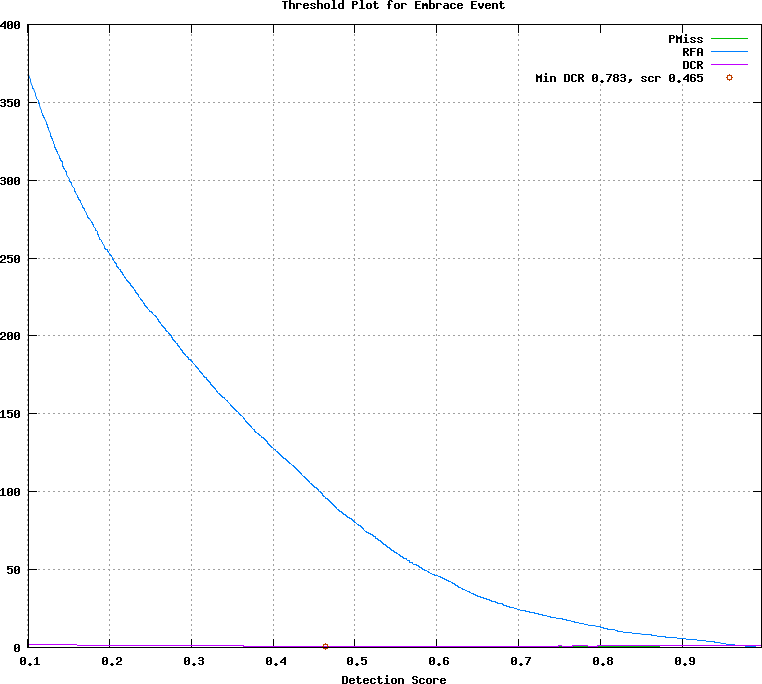 Threshold Plot for Embrace Event
400
350
300
250
200
150
100
50
0
PMiss
RFA
DCR
Min DCR 0.783, scr 0.465
0.1 0.2 0.3 0.4 0.5 0.6 0.7 0.8 0.9
Detection Score